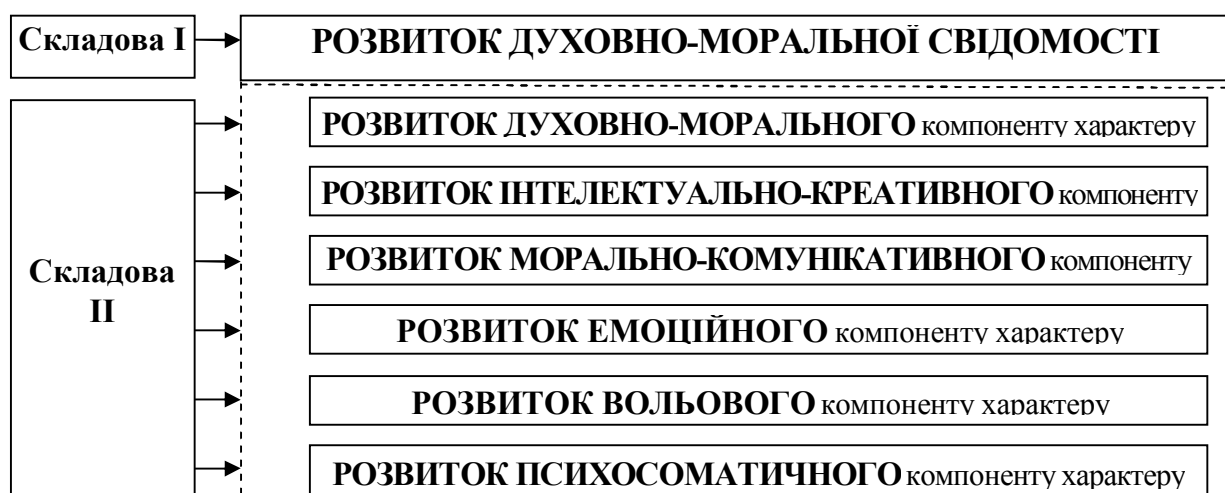 Складова I
РОЗВИТОК ДУХОВНО-МОРАЛЬНОЇ СВІДОМОСТІ
Складова
II
РОЗВИТОК ДУХОВНО-МОРАЛЬНОГО компоненту характеру
РОЗВИТОК ІНТЕЛЕКТУАЛЬНО-КРЕАТИВНОГО компоненту
РОЗВИТОК МОРАЛЬНО-КОМУНІКАТИВНОГО компоненту
РОЗВИТОК ЕМОЦІЙНОГО компоненту характеру
РОЗВИТОК ВОЛЬОВОГО компоненту характеру
РОЗВИТОК ПСИХОСОМАТИЧНОГО компоненту характеру